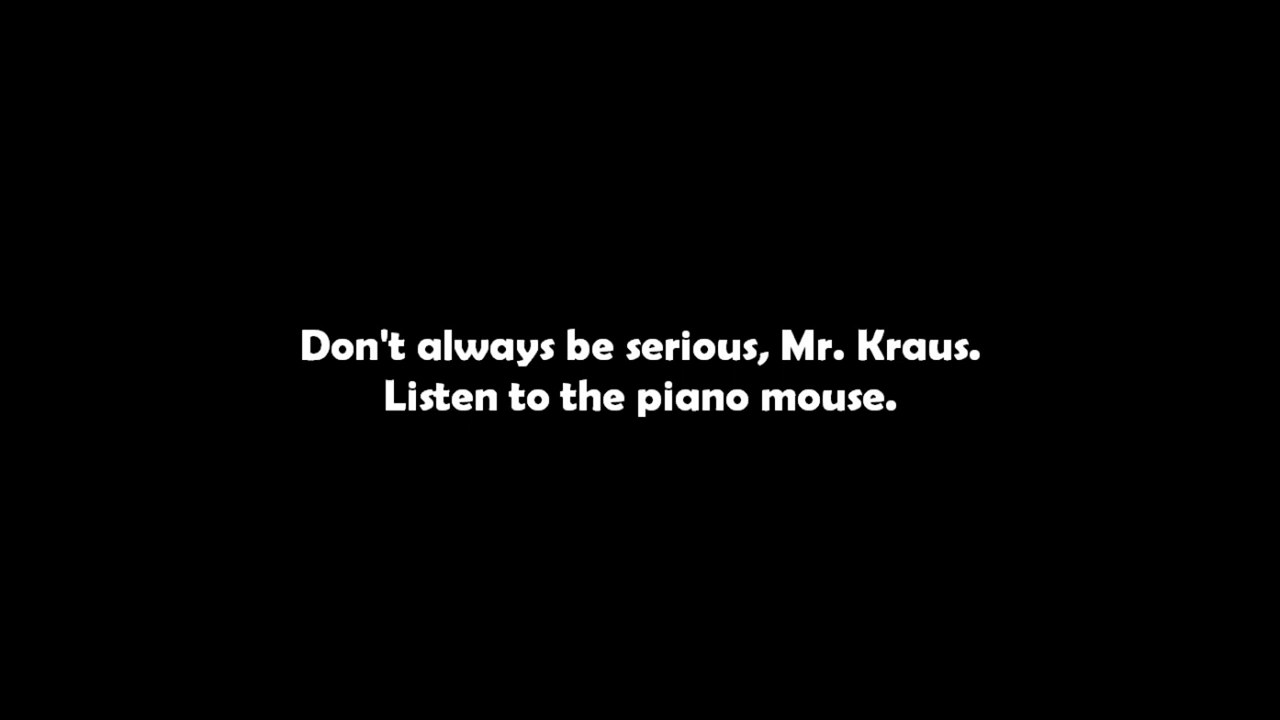 Don't always be serious, Mr. Kraus.
Listen to the piano mouse.